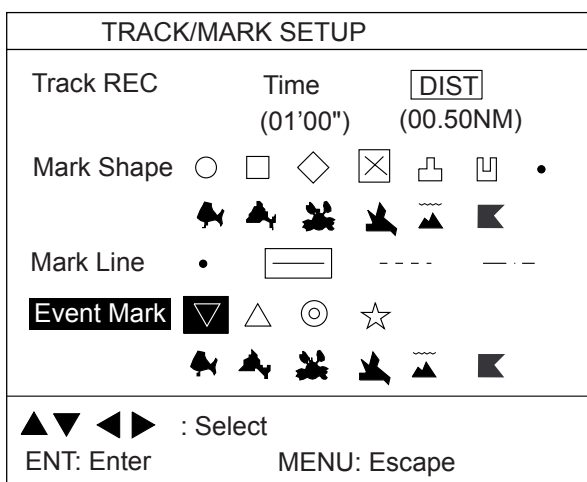 TRACK/MARK SETUP
Track REC Time DIST
(01'00") (00.50NM)
Mark Shape
Mark Line
Event Mark
: Select
ENT: Enter MENU: Escape